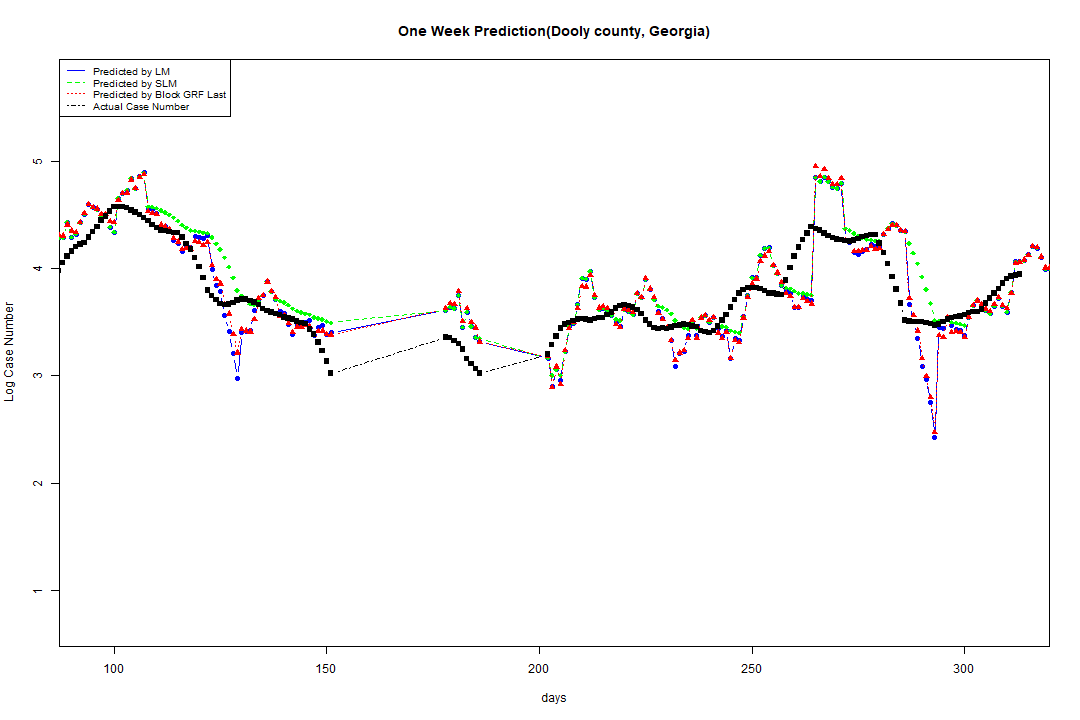 One Week Prediction(Dooly county, Georgia)
Predicted by LM
Predicted by SLM
Predicted by Block GRF Last
Actual Case Number
5
4
3
2
1
Log Case Number
100 150 200 250 300
days